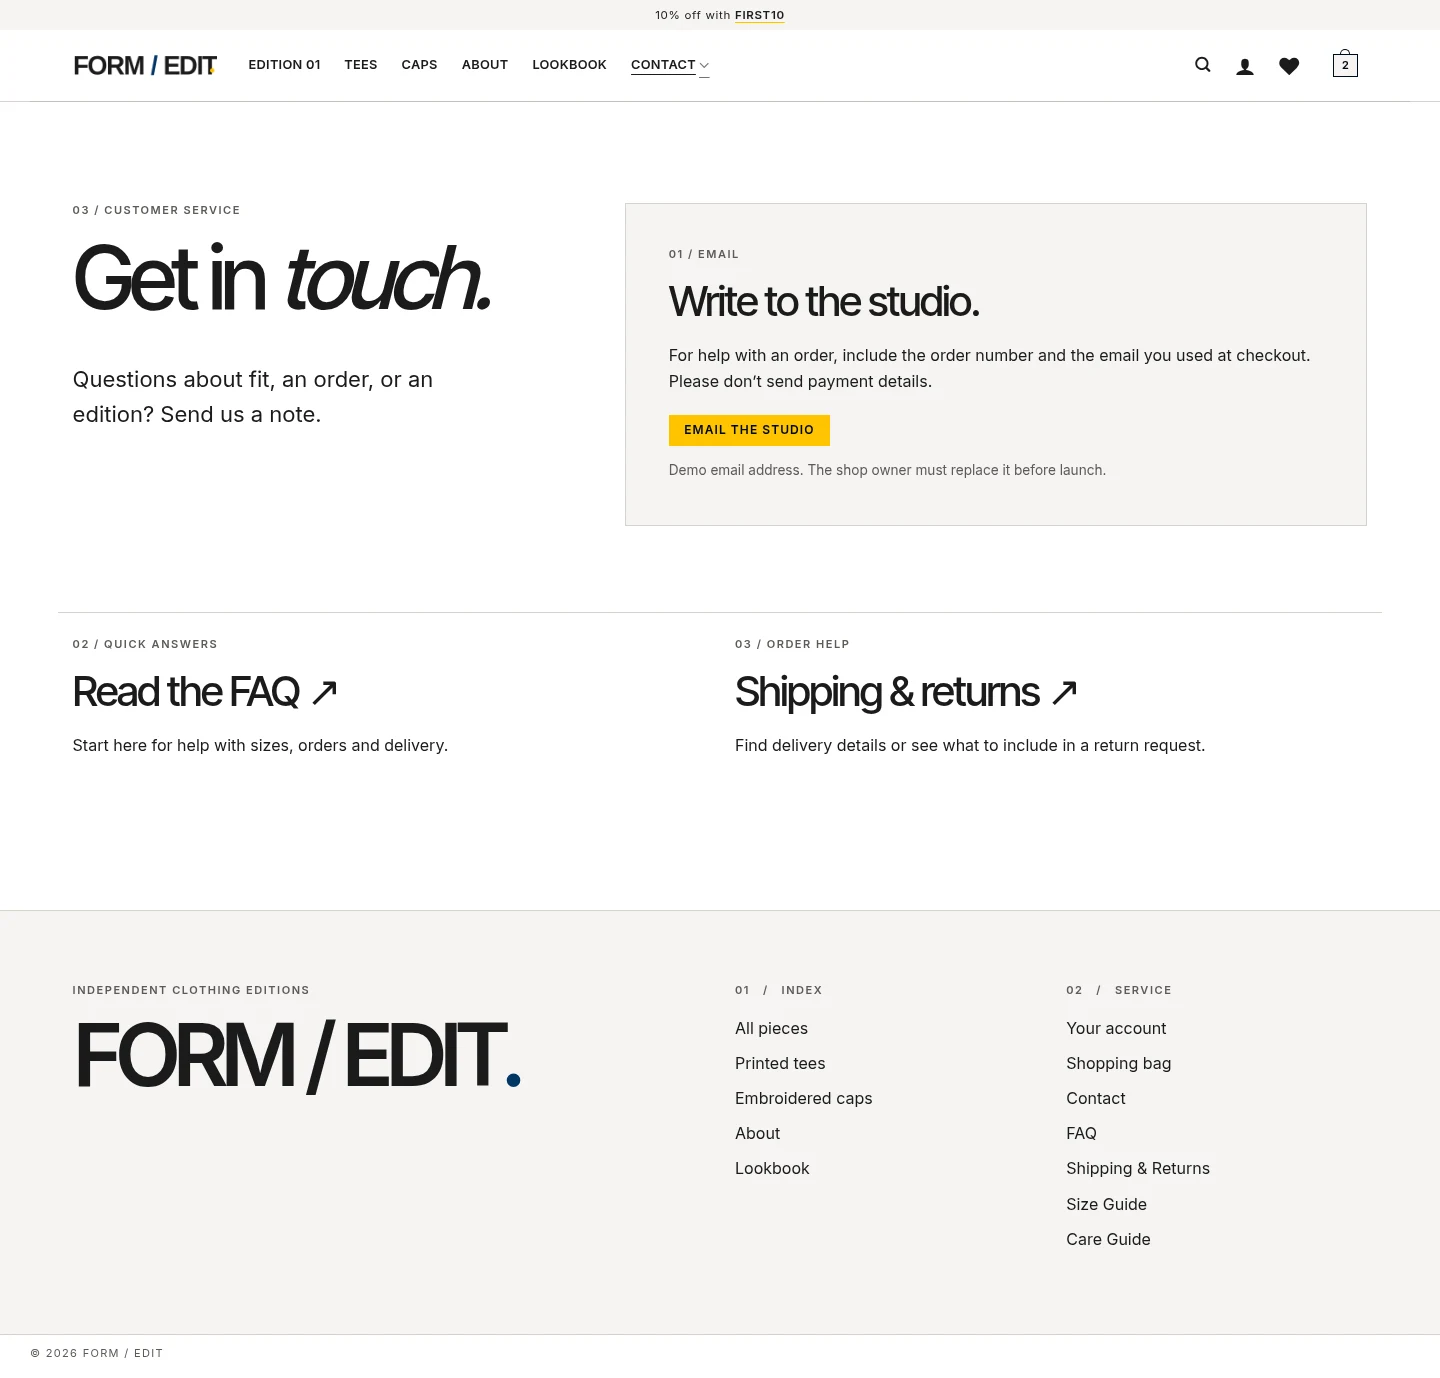 10% off with FIRST10
FORM / EDIT.
EDITION 01
TEES
CAPS
ABOUT
LOOKBOOK
CONTACT
2
03 / CUSTOMER SERVICE
Get in touch.
Questions about fit, an order, or an
edition? Send us a note.
01 / EMAIL
Write to the studio.
For help with an order, include the order number and the email you used at checkout.
Please don’t send payment details.
EMAIL THE STUDIO
Demo email address. The shop owner must replace it before launch.
02 / QUICK ANSWERS
Read the FAQ ↗
Start here for help with sizes, orders and delivery.
03 / ORDER HELP
Shipping & returns ↗
Find delivery details or see what to include in a return request.
INDEPENDENT CLOTHING EDITIONS
FORM / EDIT.
01 / INDEX
All pieces
Printed tees
Embroidered caps
About
Lookbook
02 / SERVICE
Your account
Shopping bag
Contact
FAQ
Shipping & Returns
Size Guide
Care Guide
© 2026 FORM / EDIT